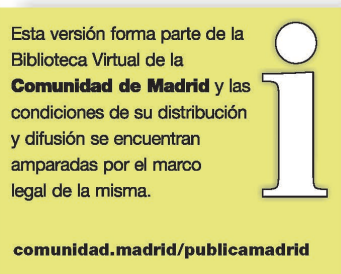 Esta versión forma parte de la
Biblioteca Virtual de la
Comunidad de Madrid y las
condiciones de su distribución
y difusión se encuentran
amparadas por el marco
legal de la misma.
i
comunidad.madrid/publicamadrid